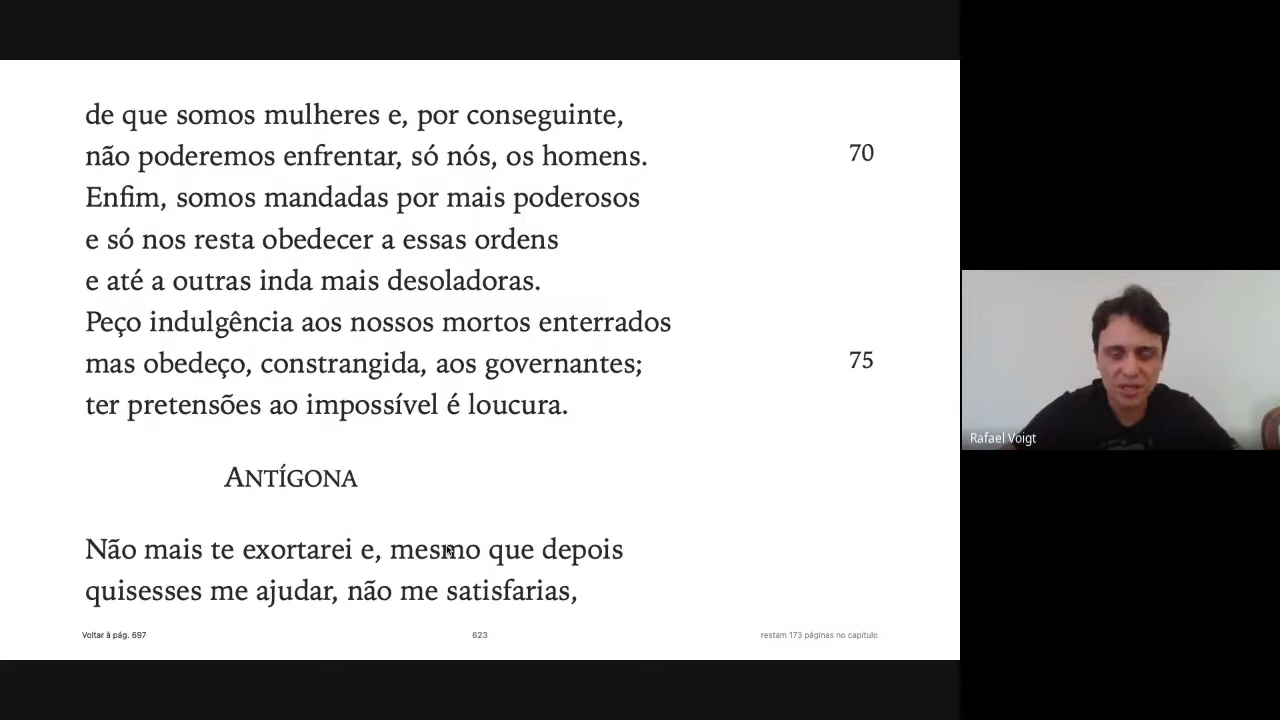 de que somos mulheres e, por conseguinte,
não poderemos enfrentar, só nós, os homens. 70
Enfim, somos mandadas por mais poderosos
e só nos resta obedecer a essas ordens
e até a outras inda mais desoladoras.
Peço indulgência aos nossos mortos enterrados
mas obedeço, constrangida, aos governantes; 75
ter pretensões ao impossível é loucura.
ANTÍGONA
Não mais te exortarei e, mesmo que depois
quisesses me ajudar, não me satisfarias,
Voltar à pág. 697 623 restam 173 páginas no capítulo
Rafael Voigt